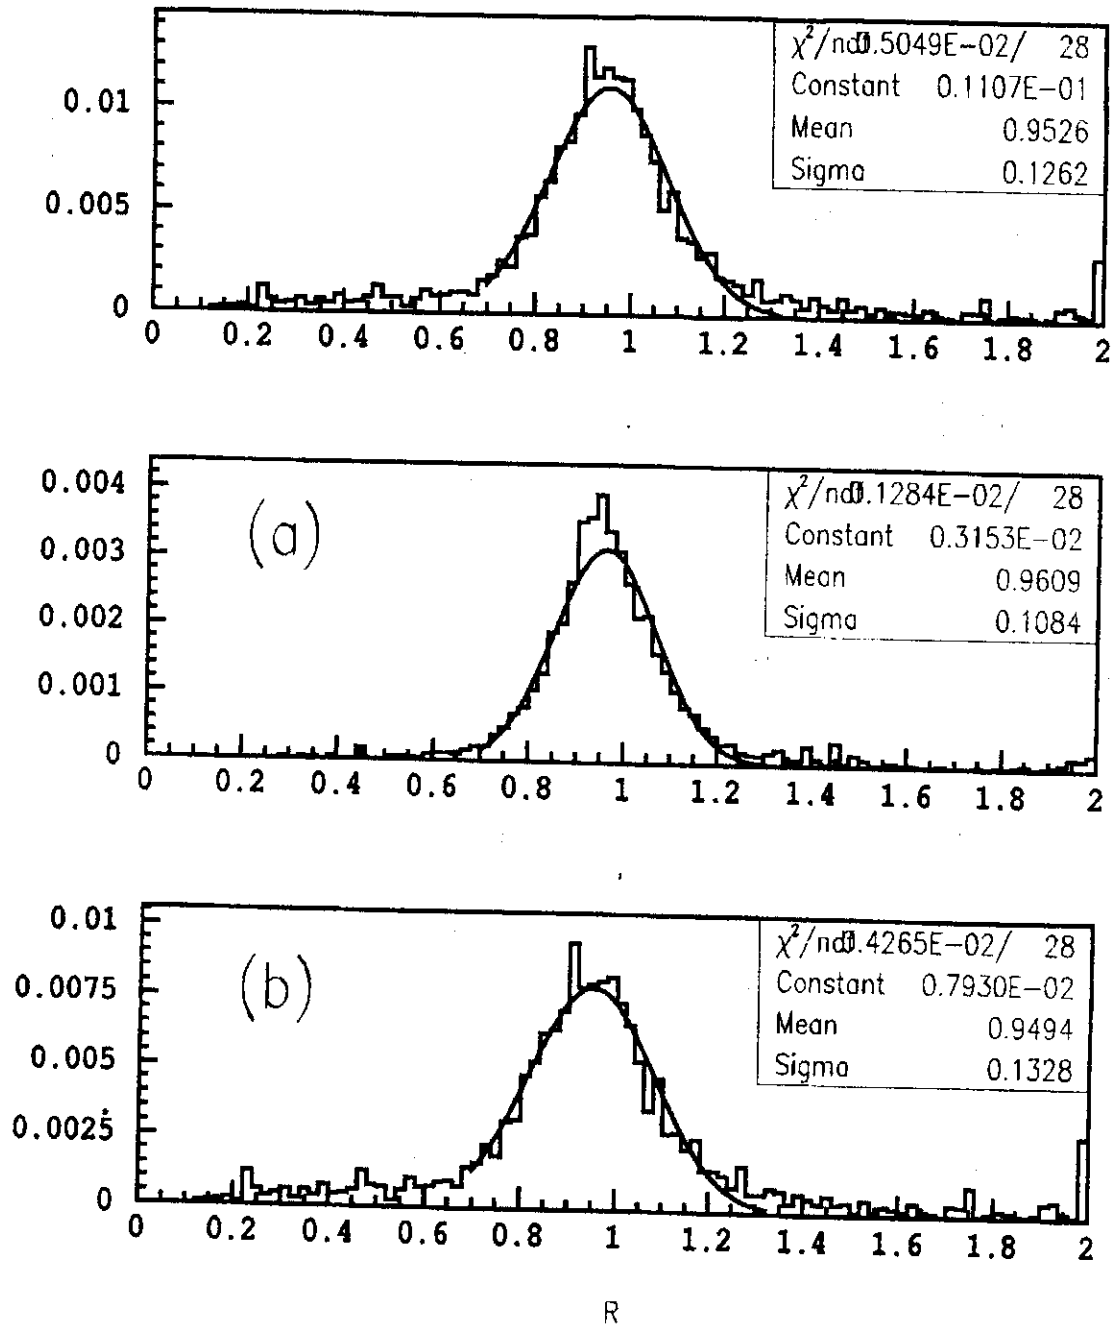 χ²/ndf 0.5049E-02/ 28
Constant 0.1107E-01
Mean 0.9526
Sigma 0.1262
0.01
0.005
0
0 0.2 0.4 0.6 0.8 1 1.2 1.4 1.6 1.8 2
(a)
χ²/ndf 0.1284E-02/ 28
Constant 0.3153E-02
Mean 0.9609
Sigma 0.1084
0.004
0.003
0.002
0.001
0
0 0.2 0.4 0.6 0.8 1 1.2 1.4 1.6 1.8 2
(b)
χ²/ndf 0.4265E-02/ 28
Constant 0.7930E-02
Mean 0.9494
Sigma 0.1328
0.01
0.0075
0.005
0.0025
0
0 0.2 0.4 0.6 0.8 1 1.2 1.4 1.6 1.8 2
R